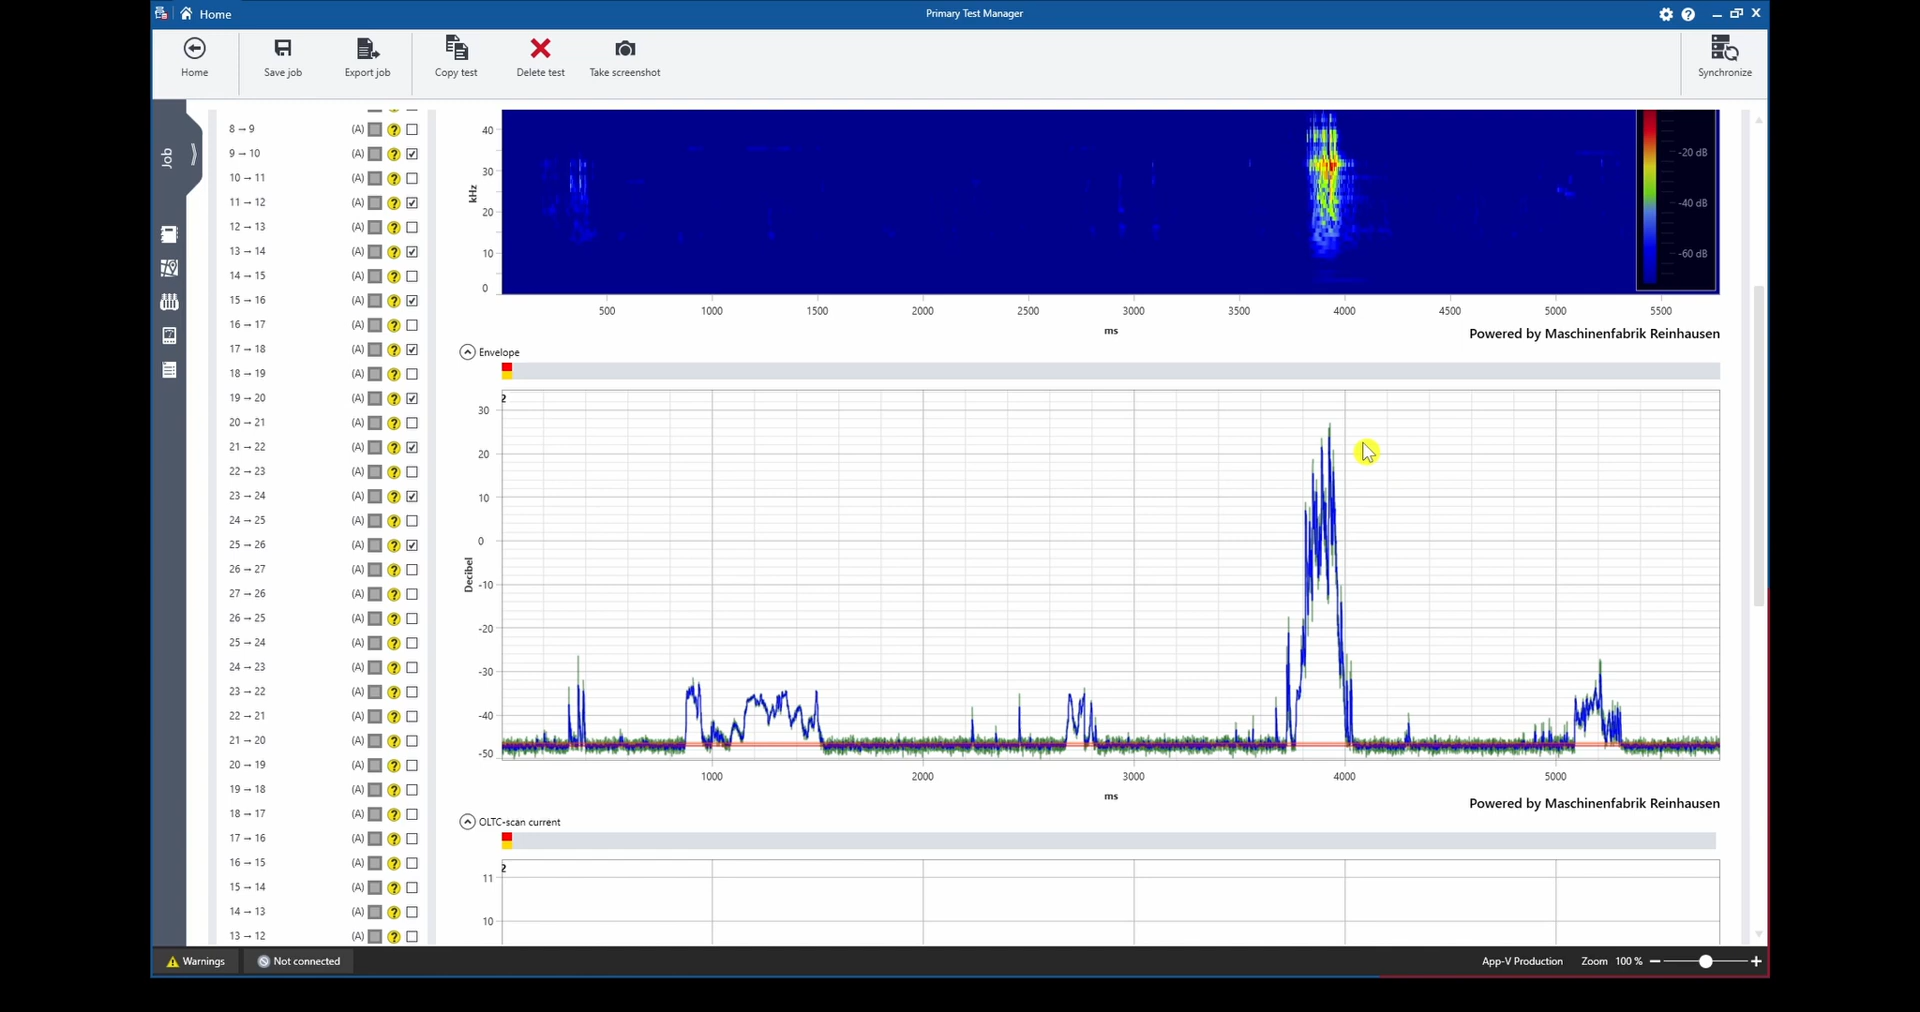 Home
Primary Test Manager
Home
Save job
Export job
Copy test
Delete test
Take screenshot
Synchronize
Job
8→9 (A)
9→10 (A)
10→11 (A)
11→12 (A)
12→13 (A)
13→14 (A)
14→15 (A)
15→16 (A)
16→17 (A)
17→18 (A)
18→19 (A)
19→20 (A)
20→21 (A)
21→22 (A)
22→23 (A)
23→24 (A)
24→25 (A)
25→26 (A)
26→27 (A)
27→26 (A)
26→25 (A)
25→24 (A)
24→23 (A)
23→22 (A)
22→21 (A)
21→20 (A)
20→19 (A)
19→18 (A)
18→17 (A)
17→16 (A)
16→15 (A)
15→14 (A)
14→13 (A)
13→12 (A)
40
30
20
10
0
kHz
-20 dB
-40 dB
-60 dB
500 1000 1500 2000 2500 3000 3500 4000 4500 5000 5500
ms
Powered by Maschinenfabrik Reinhausen
Envelope
2
30
20
10
0
-10
-20
-30
-40
-50
Decibel
1000 2000 3000 4000 5000
ms
Powered by Maschinenfabrik Reinhausen
OLTC-scan current
2
11
10
Warnings
Not connected
App-V Production
Zoom 100 %